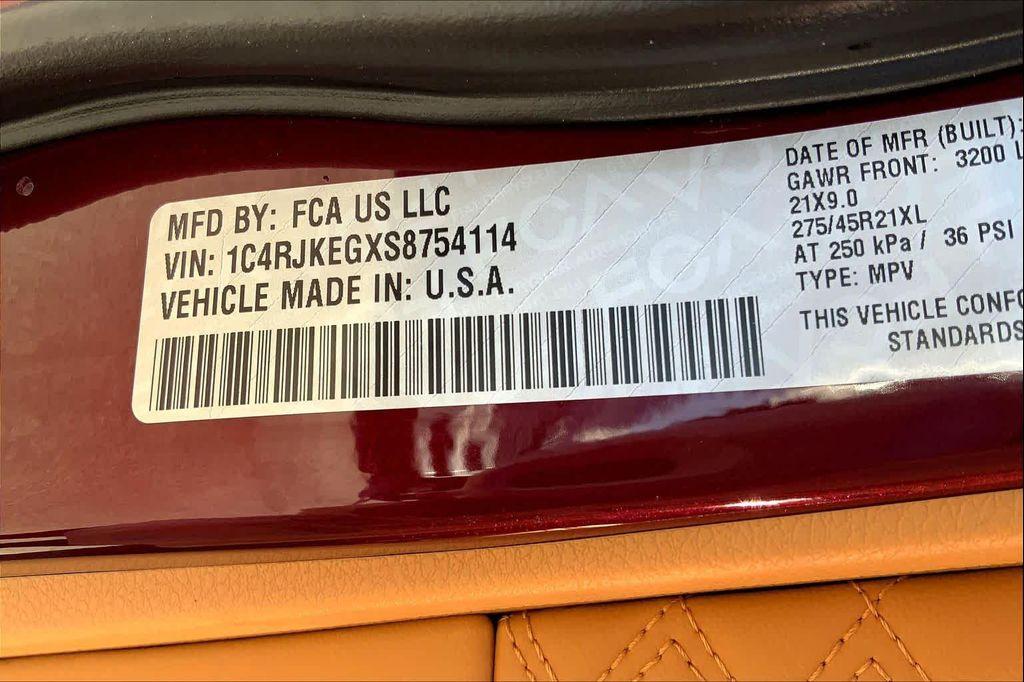 MFD BY: FCA US LLC
VIN: 1C4RJKEGXS8754114
VEHICLE MADE IN: U.S.A.
DATE OF MFR (BUILT):
GAWR FRONT: 3200 L
21X9.0
275/45R21XL
AT 250 kPa / 36 PSI
TYPE: MPV
THIS VEHICLE CONFO
STANDARDS